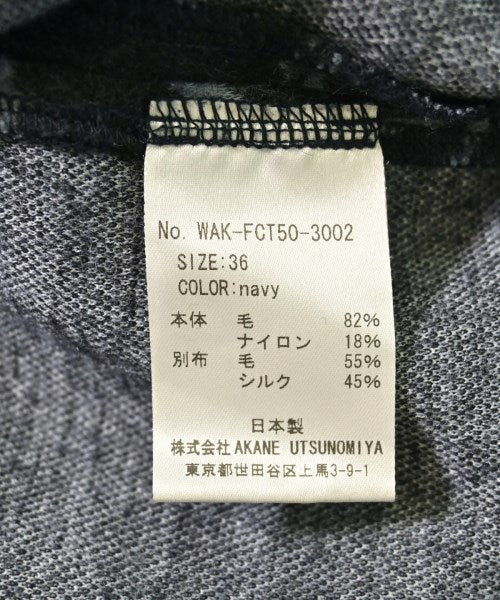 No. WAK-FCT50-3002
SIZE:36
COLOR:navy
本体 毛 82%
ナイロン 18%
別布 毛 55%
シルク 45%
日本製
株式会社AKANE UTSUNOMIYA
東京都世田谷区上馬3-9-1